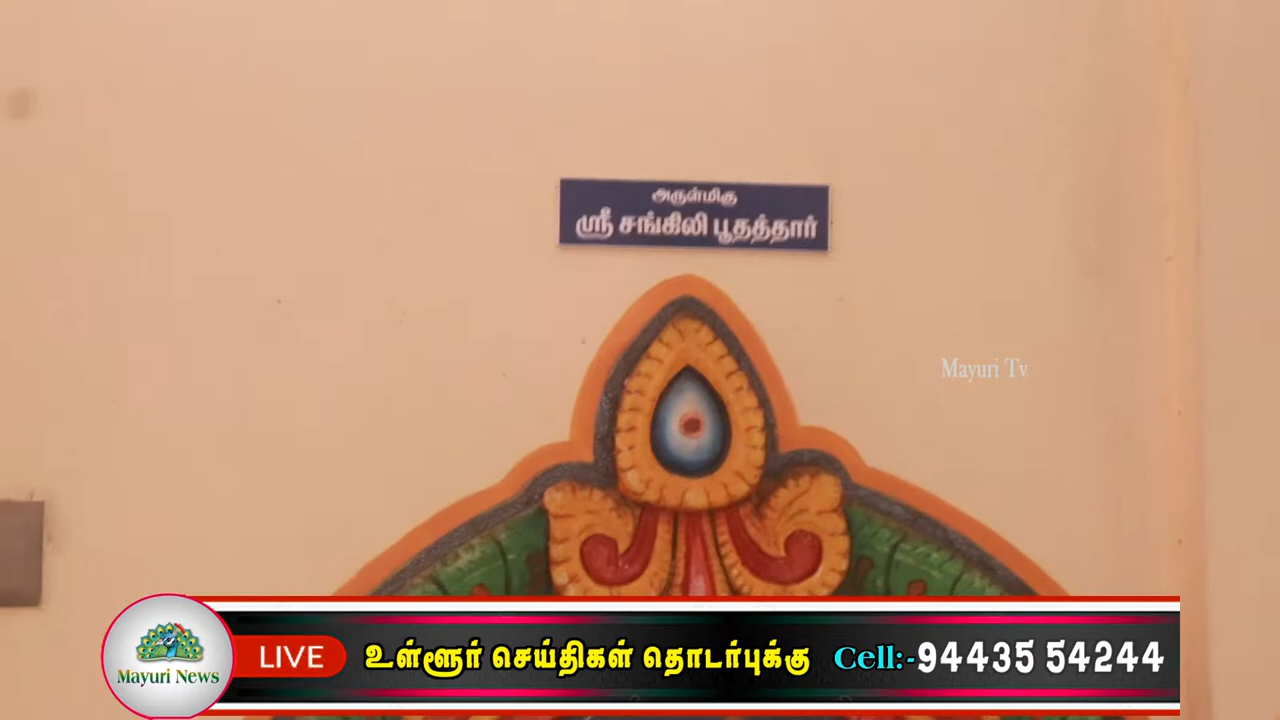 அருள்மிகு
ஸ்ரீ சங்கிலி பூதத்தார்
Mayuri Tv
Mayuri News
LIVE உள்ளூர் செய்திகள் தொடர்புக்கு Cell:-94435 54244